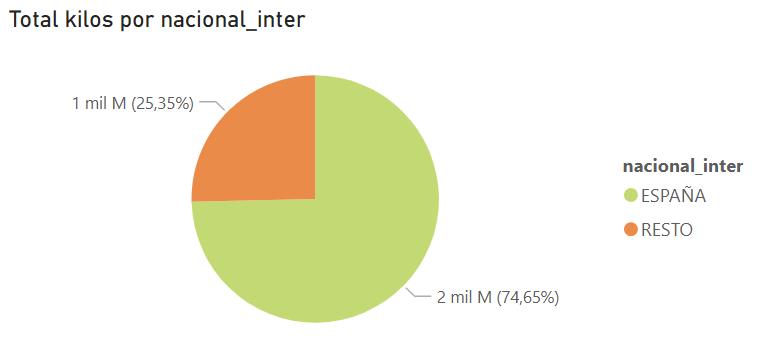 Total kilos por nacional_inter
1 mil M (25,35%)
nacional_inter
ESPAÑA
RESTO
2 mil M (74,65%)